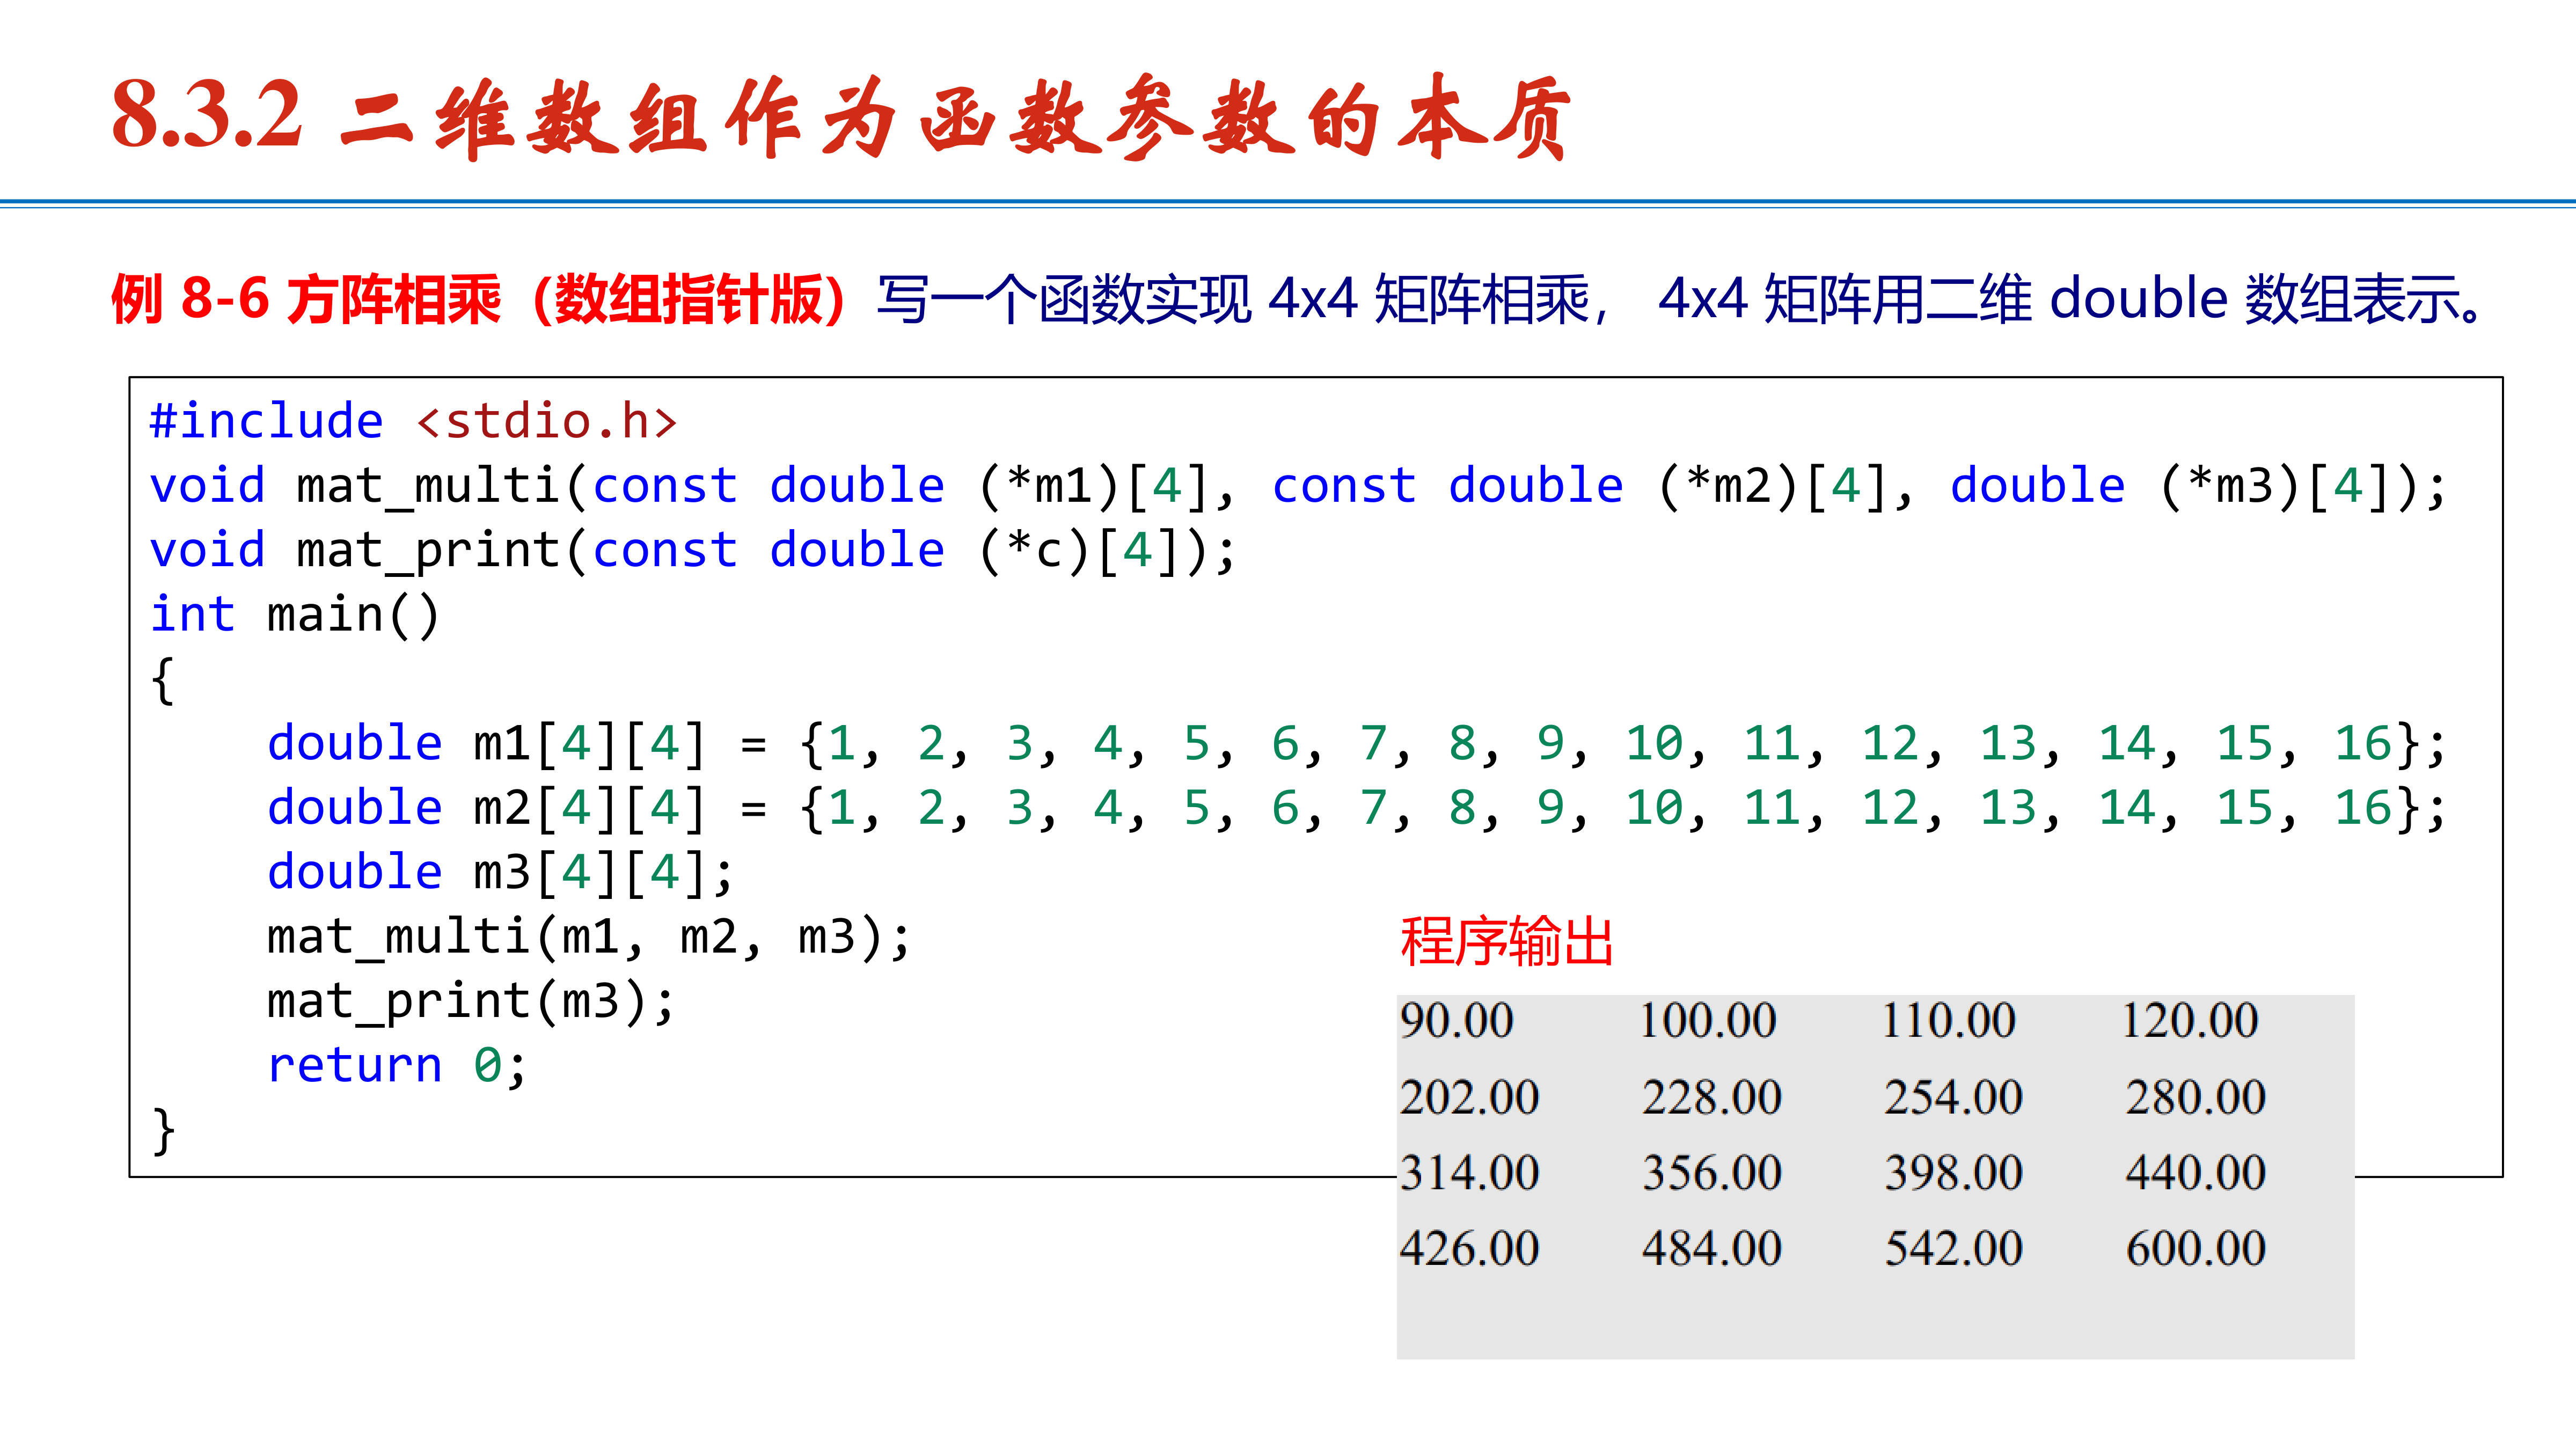 8.3.2 二维数组作为函数参数的本质
例 8-6 方阵相乘（数组指针版）写一个函数实现 4x4 矩阵相乘， 4x4 矩阵用二维 double 数组表示。
#include <stdio.h>
void mat_multi(const double (*m1)[4], const double (*m2)[4], double (*m3)[4]);
void mat_print(const double (*c)[4]);
int main()
{
    double m1[4][4] = {1, 2, 3, 4, 5, 6, 7, 8, 9, 10, 11, 12, 13, 14, 15, 16};
    double m2[4][4] = {1, 2, 3, 4, 5, 6, 7, 8, 9, 10, 11, 12, 13, 14, 15, 16};
    double m3[4][4];
    mat_multi(m1, m2, m3);
    mat_print(m3);
    return 0;
}
程序输出
90.00 100.00 110.00 120.00
202.00 228.00 254.00 280.00
314.00 356.00 398.00 440.00
426.00 484.00 542.00 600.00